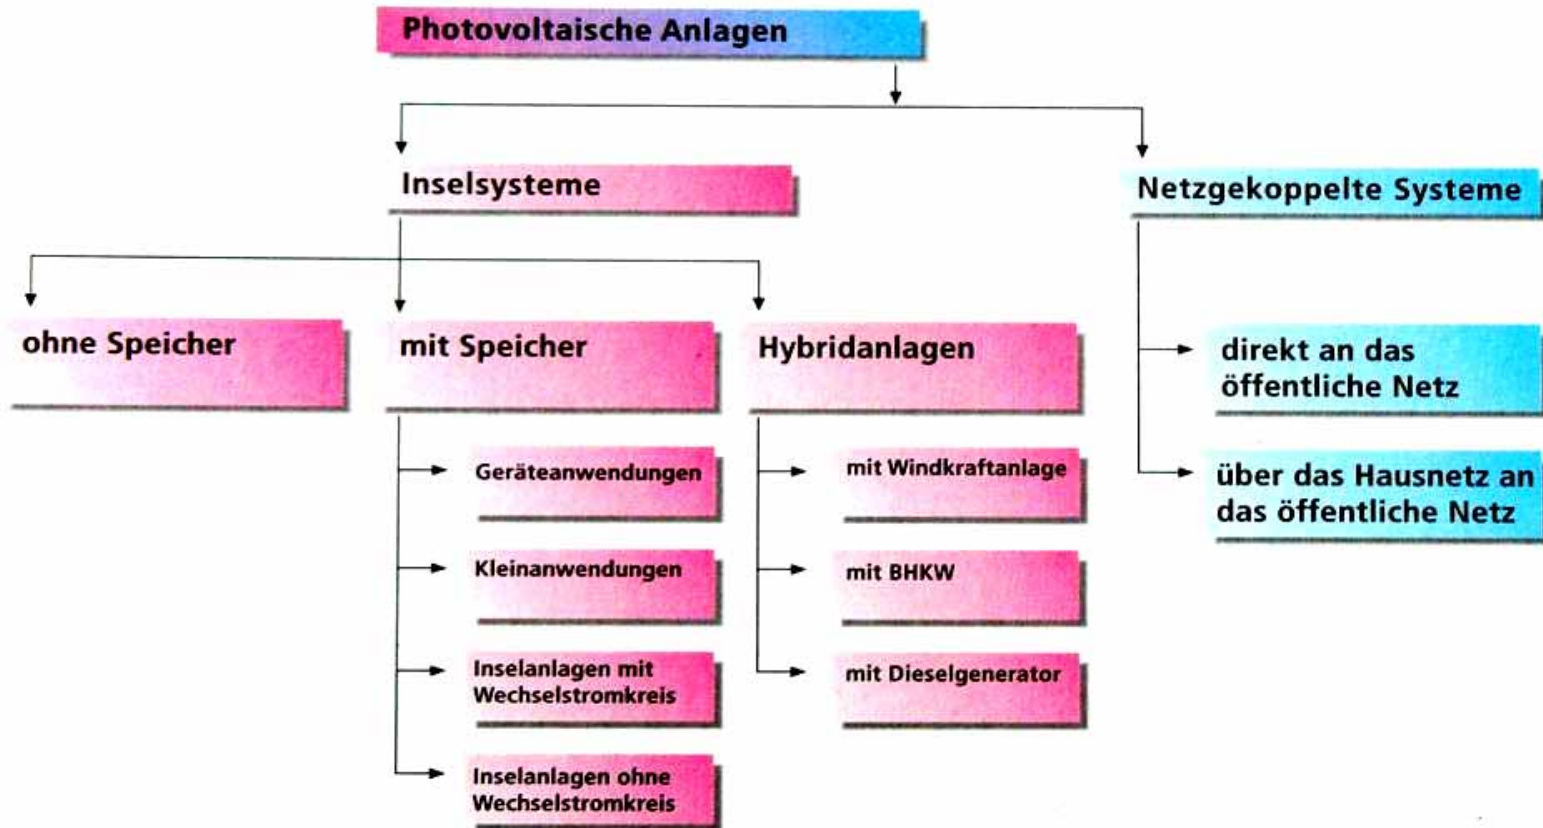 Photovoltaische Anlagen
Inselsysteme
Netzgekoppelte Systeme
ohne Speicher
mit Speicher
Hybridanlagen
direkt an das
öffentliche Netz
über das Hausnetz an
das öffentliche Netz
Geräteanwendungen
Kleinanwendungen
Inselanlagen mit
Wechselstromkreis
Inselanlagen ohne
Wechselstromkreis
mit Windkraftanlage
mit BHKW
mit Dieselgenerator